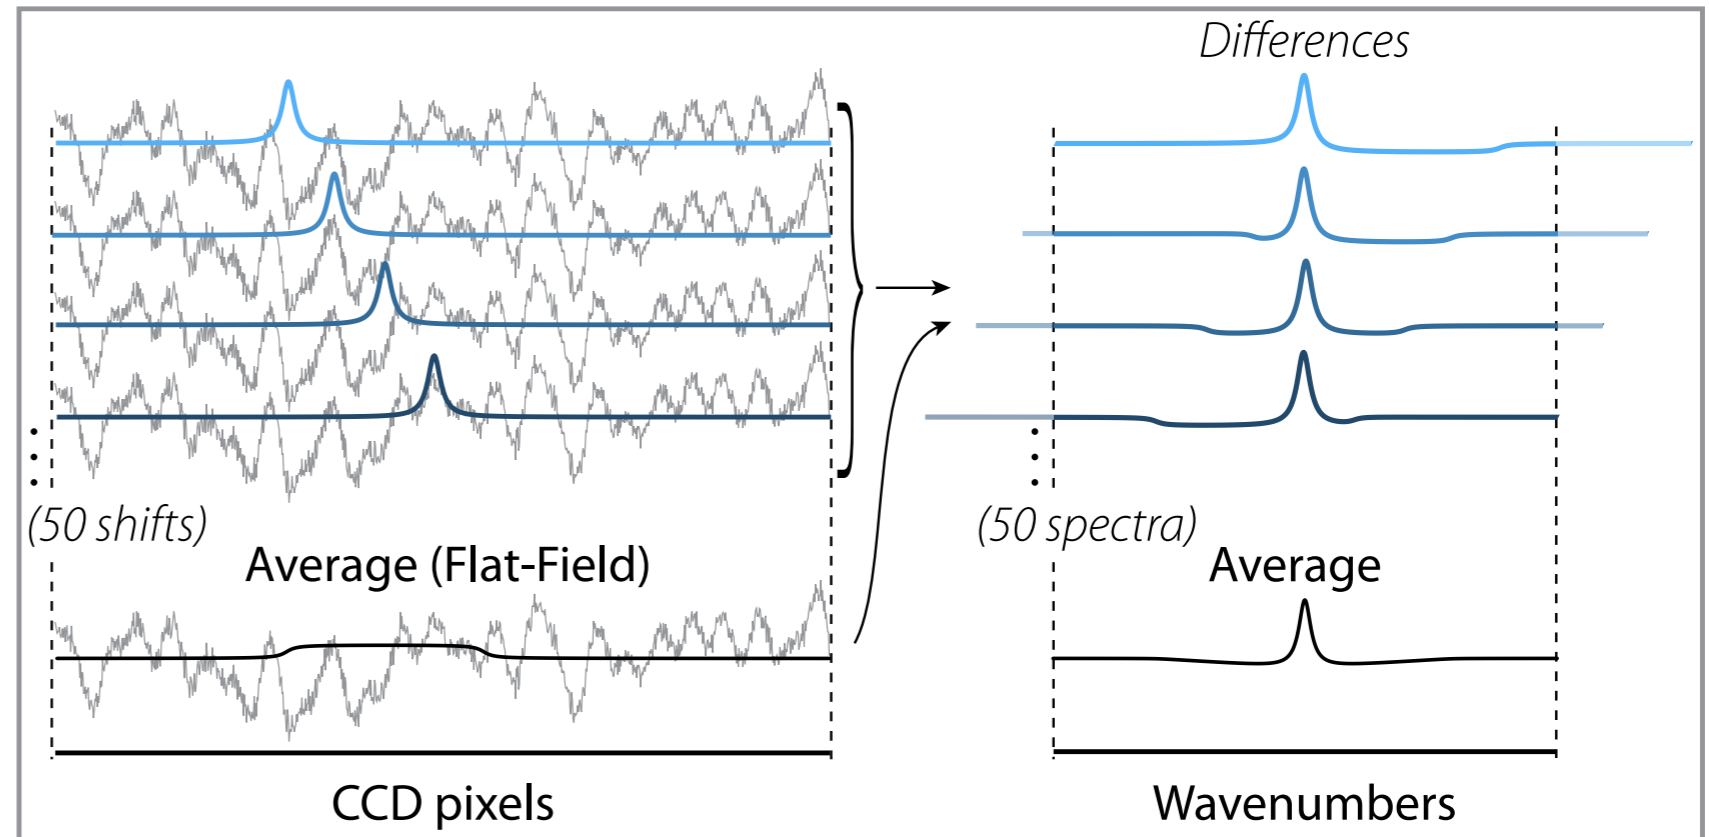 Differences
(50 shifts)
(50 spectra)
Average (Flat-Field)
Average
CCD pixels
Wavenumbers